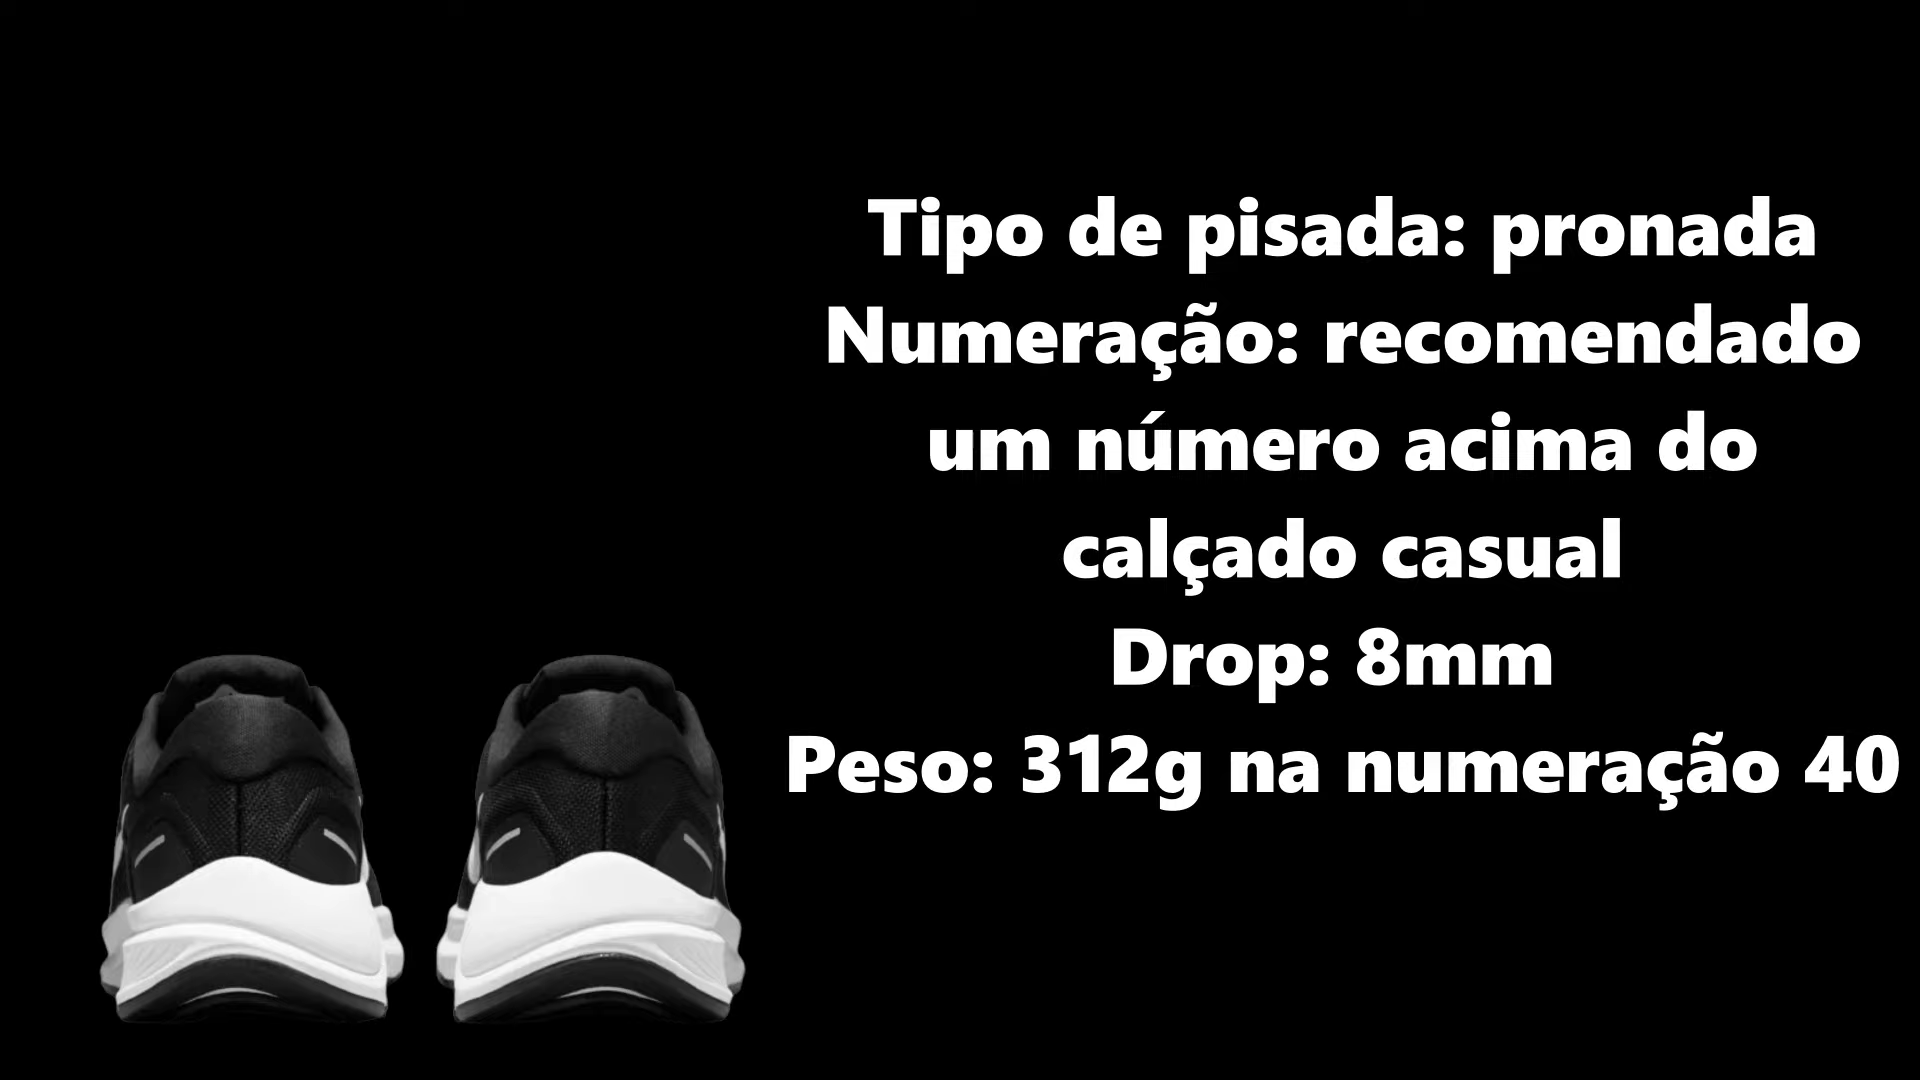 Tipo de pisada: pronada
Numeração: recomendado
um número acima do
calçado casual
Drop: 8mm
Peso: 312g na numeração 40